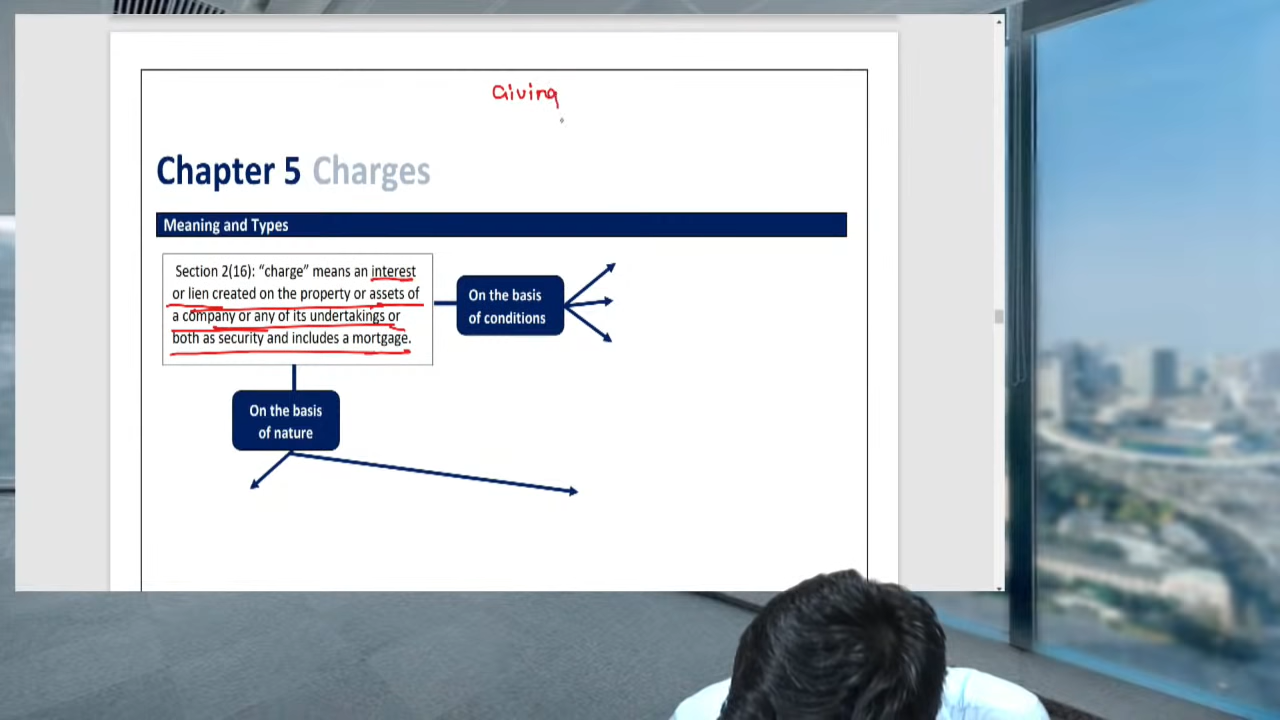 Giving
Chapter 5 Charges
Meaning and Types
Section 2(16): “charge” means an interest
or lien created on the property or assets of
a company or any of its undertakings or
both as security and includes a mortgage.
On the basis
of conditions
On the basis
of nature